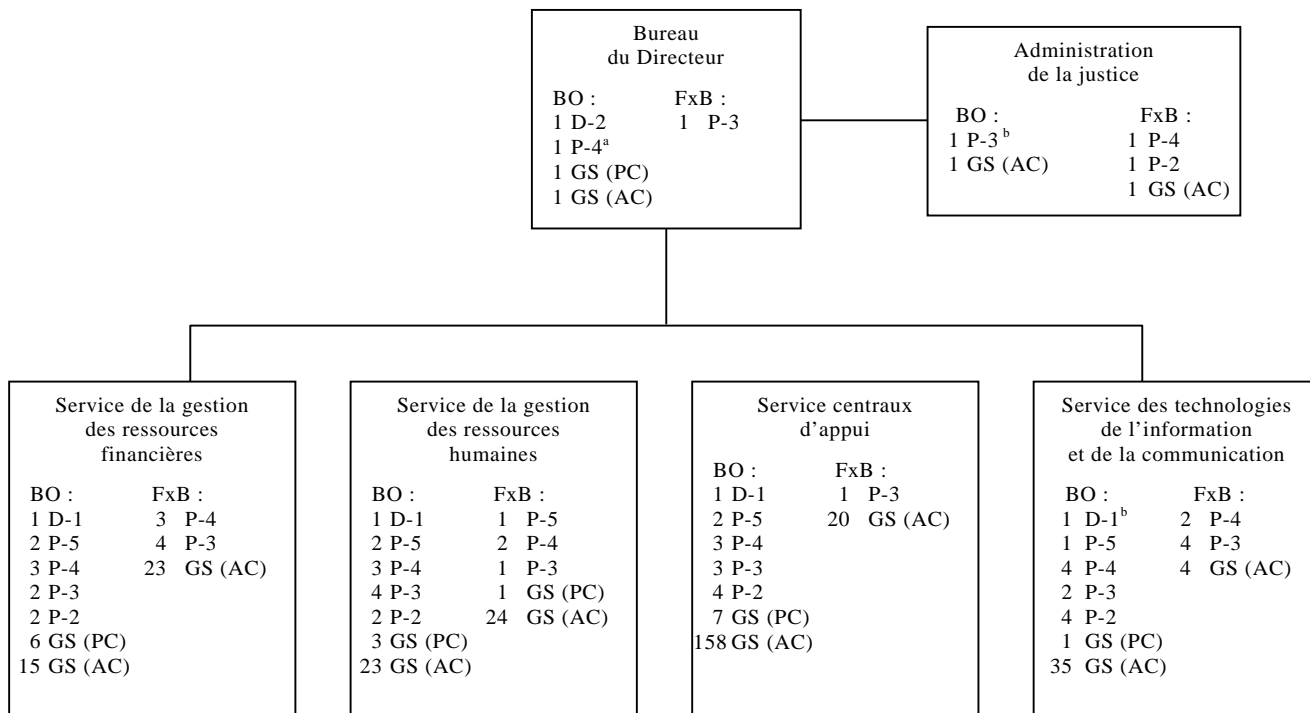 Bureau
du Directeur
BO : FxB :
1 D-2 1 P-3
1 P-4a
1 GS (PC)
1 GS (AC)
Administration
de la justice
BO : FxB :
1 P-3 b 1 P-4
1 GS (AC) 1 P-2
1 GS (AC)
Service de la gestion
des ressources
financières
BO : FxB :
1 D-1 3 P-4
2 P-5 4 P-3
3 P-4 23 GS (AC)
2 P-3
2 P-2
6 GS (PC)
15 GS (AC)
Service de la gestion
des ressources
humaines
BO : FxB :
1 D-1 1 P-5
2 P-5 2 P-4
3 P-4 1 P-3
4 P-3 1 GS (PC)
2 P-2 24 GS (AC)
3 GS (PC)
23 GS (AC)
Service centraux
d'appui
BO : FxB :
1 D-1 1 P-3
2 P-5 20 GS (AC)
3 P-4
3 P-3
4 P-2
7 GS (PC)
158 GS (AC)
Service des technologies
de l'information
et de la communication
BO : FxB :
1 D-1b 2 P-4
1 P-5 4 P-3
4 P-4 4 GS (AC)
2 P-3
4 P-2
1 GS (PC)
35 GS (AC)